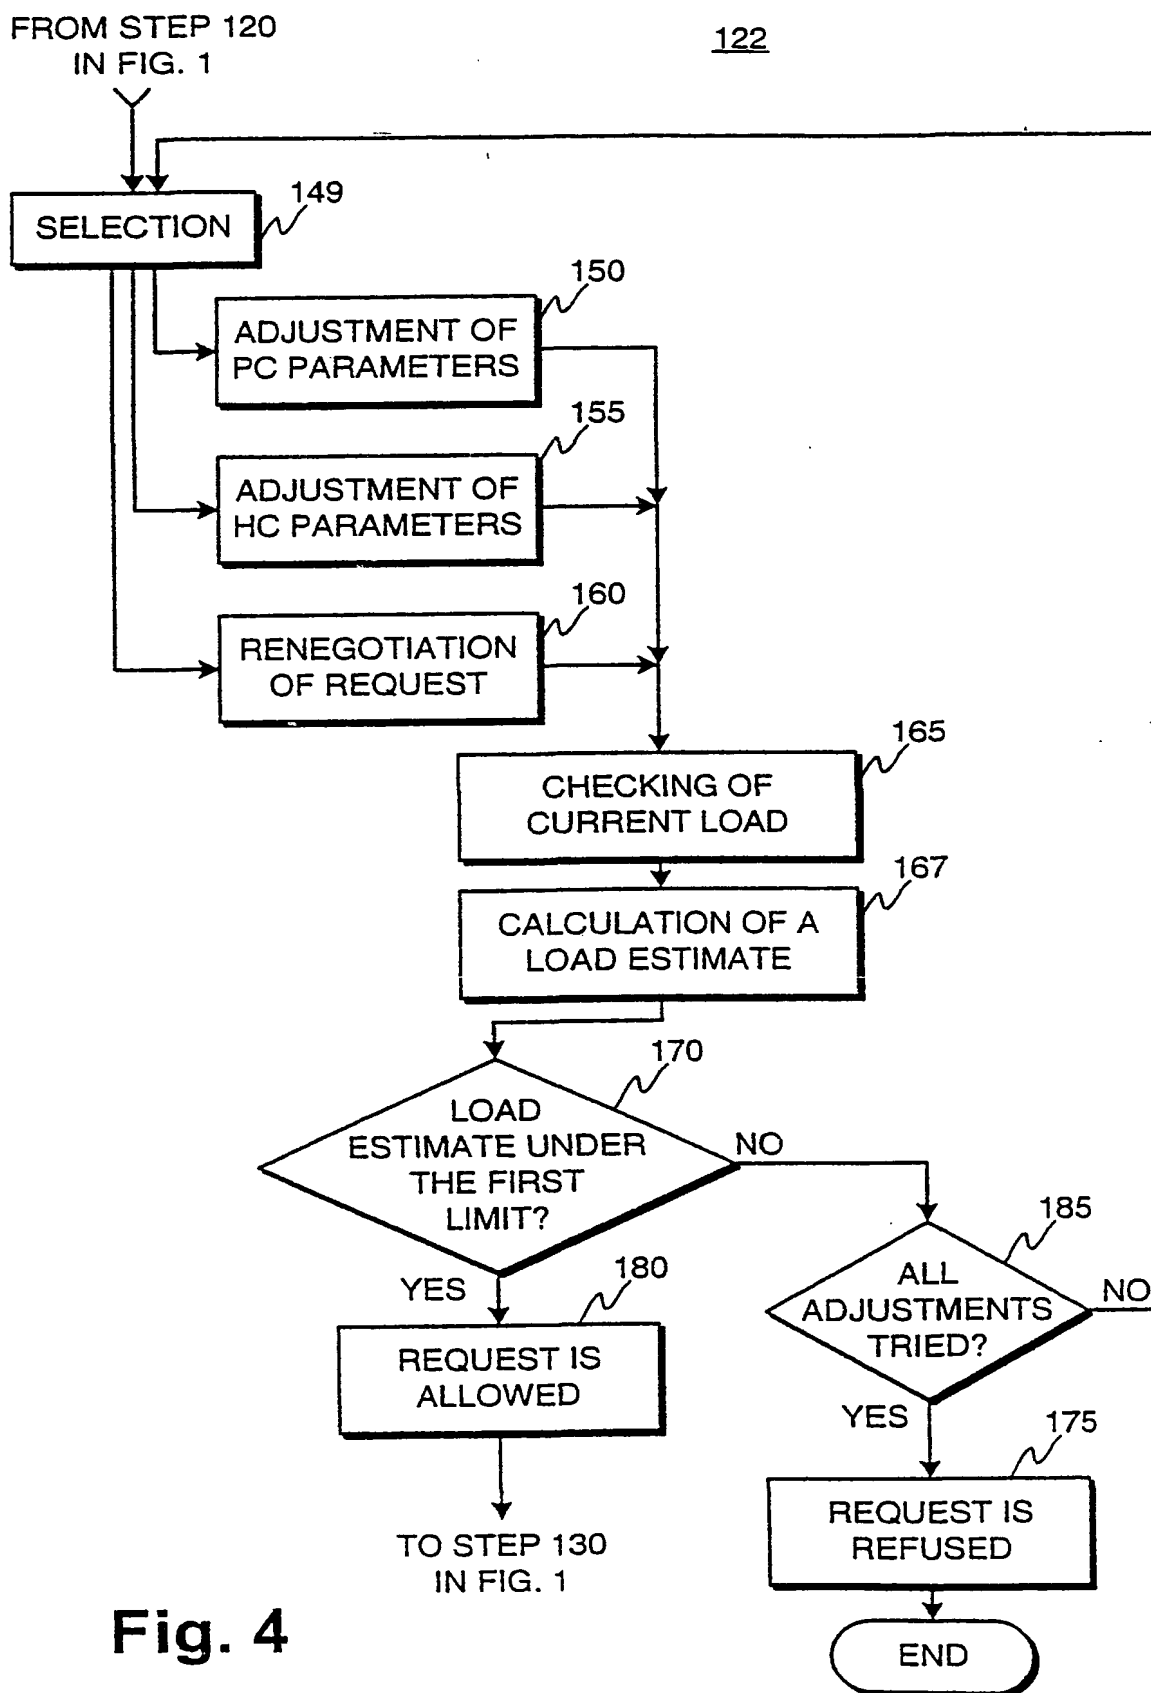 FROM STEP 120
IN FIG. 1
122
SELECTION
149
150
ADJUSTMENT OF
PC PARAMETERS
155
ADJUSTMENT OF
HC PARAMETERS
160
RENEGOTIATION
OF REQUEST
165
CHECKING OF
CURRENT LOAD
167
CALCULATION OF A
LOAD ESTIMATE
170
LOAD
ESTIMATE UNDER
THE FIRST
LIMIT?
NO
185
ALL
ADJUSTMENTS
TRIED?
NO
YES
180
REQUEST IS
ALLOWED
YES
175
REQUEST IS
REFUSED
TO STEP 130
IN FIG. 1
END
Fig. 4